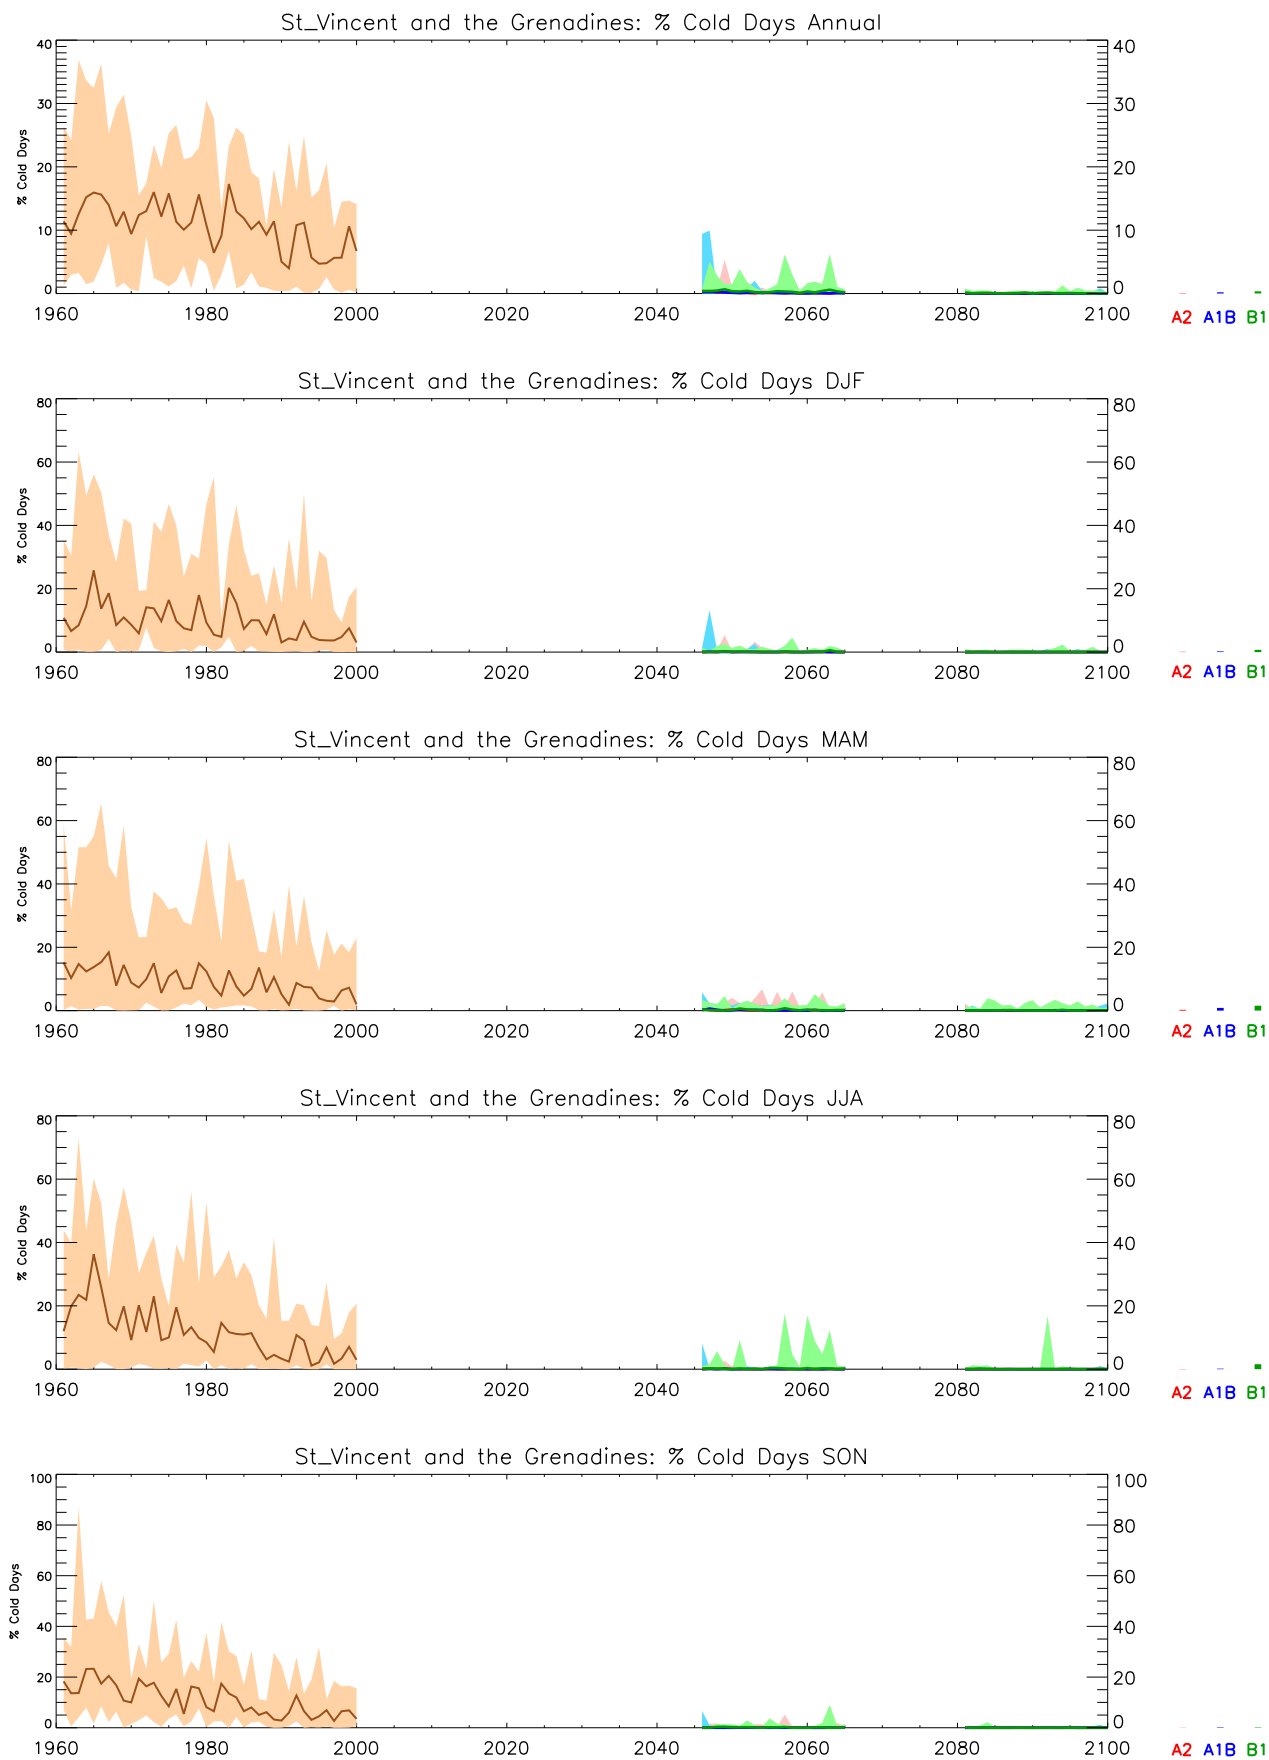 St_Vincent and the Grenadines: % Cold Days Annual
40 40
30 30
% Cold Days
20 20
10 10
0 0
1960 1980 2000 2020 2040 2060 2080 2100 A2 A1B B1
St_Vincent and the Grenadines: % Cold Days DJF
80 80
60 60
% Cold Days
40 40
20 20
0 0
1960 1980 2000 2020 2040 2060 2080 2100 A2 A1B B1
St_Vincent and the Grenadines: % Cold Days MAM
80 80
60 60
% Cold Days
40 40
20 20
0 0
1960 1980 2000 2020 2040 2060 2080 2100 A2 A1B B1
St_Vincent and the Grenadines: % Cold Days JJA
80 80
60 60
% Cold Days
40 40
20 20
0 0
1960 1980 2000 2020 2040 2060 2080 2100 A2 A1B B1
St_Vincent and the Grenadines: % Cold Days SON
100 100
80 80
60 60
% Cold Days
40 40
20 20
0 0
1960 1980 2000 2020 2040 2060 2080 2100 A2 A1B B1